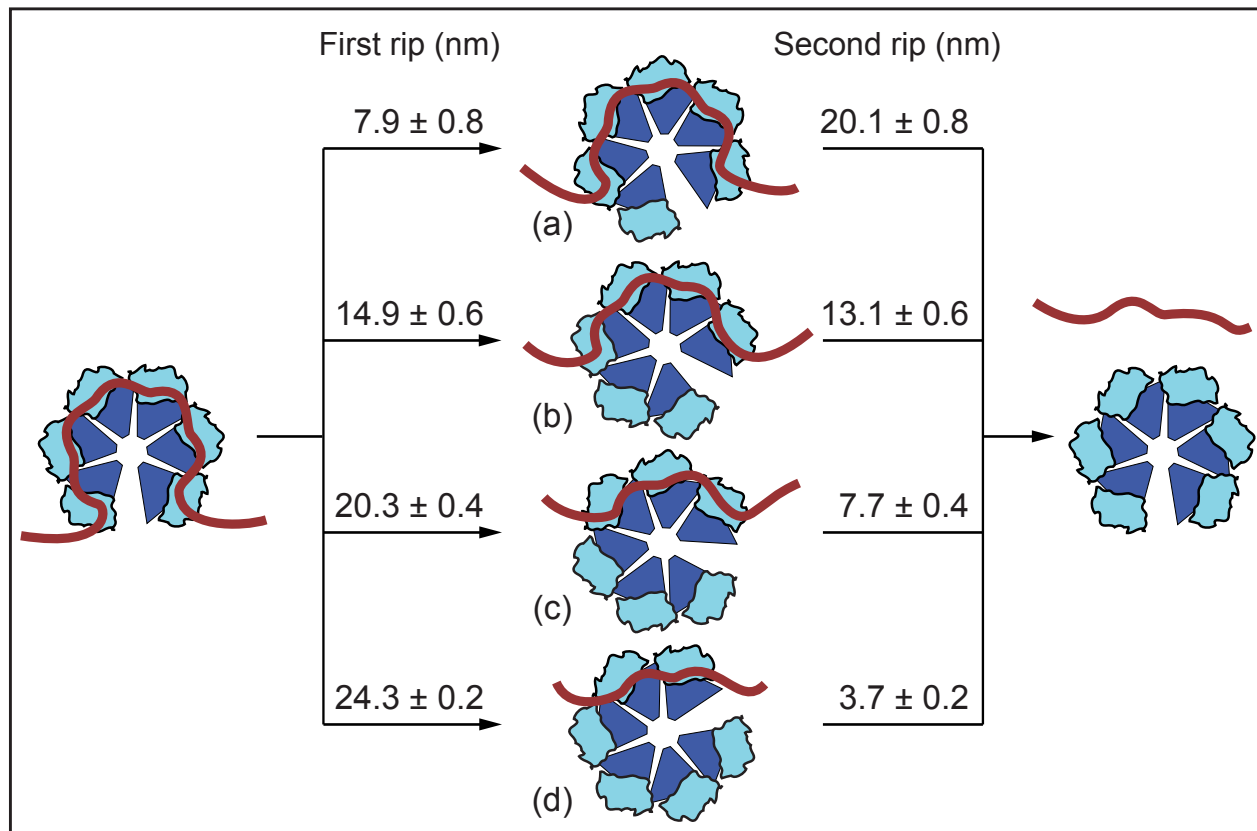 First rip (nm) Second rip (nm)
7.9 ± 0.8 20.1 ± 0.8
(a)
14.9 ± 0.6 13.1 ± 0.6
(b)
20.3 ± 0.4 7.7 ± 0.4
(c)
24.3 ± 0.2 3.7 ± 0.2
(d)